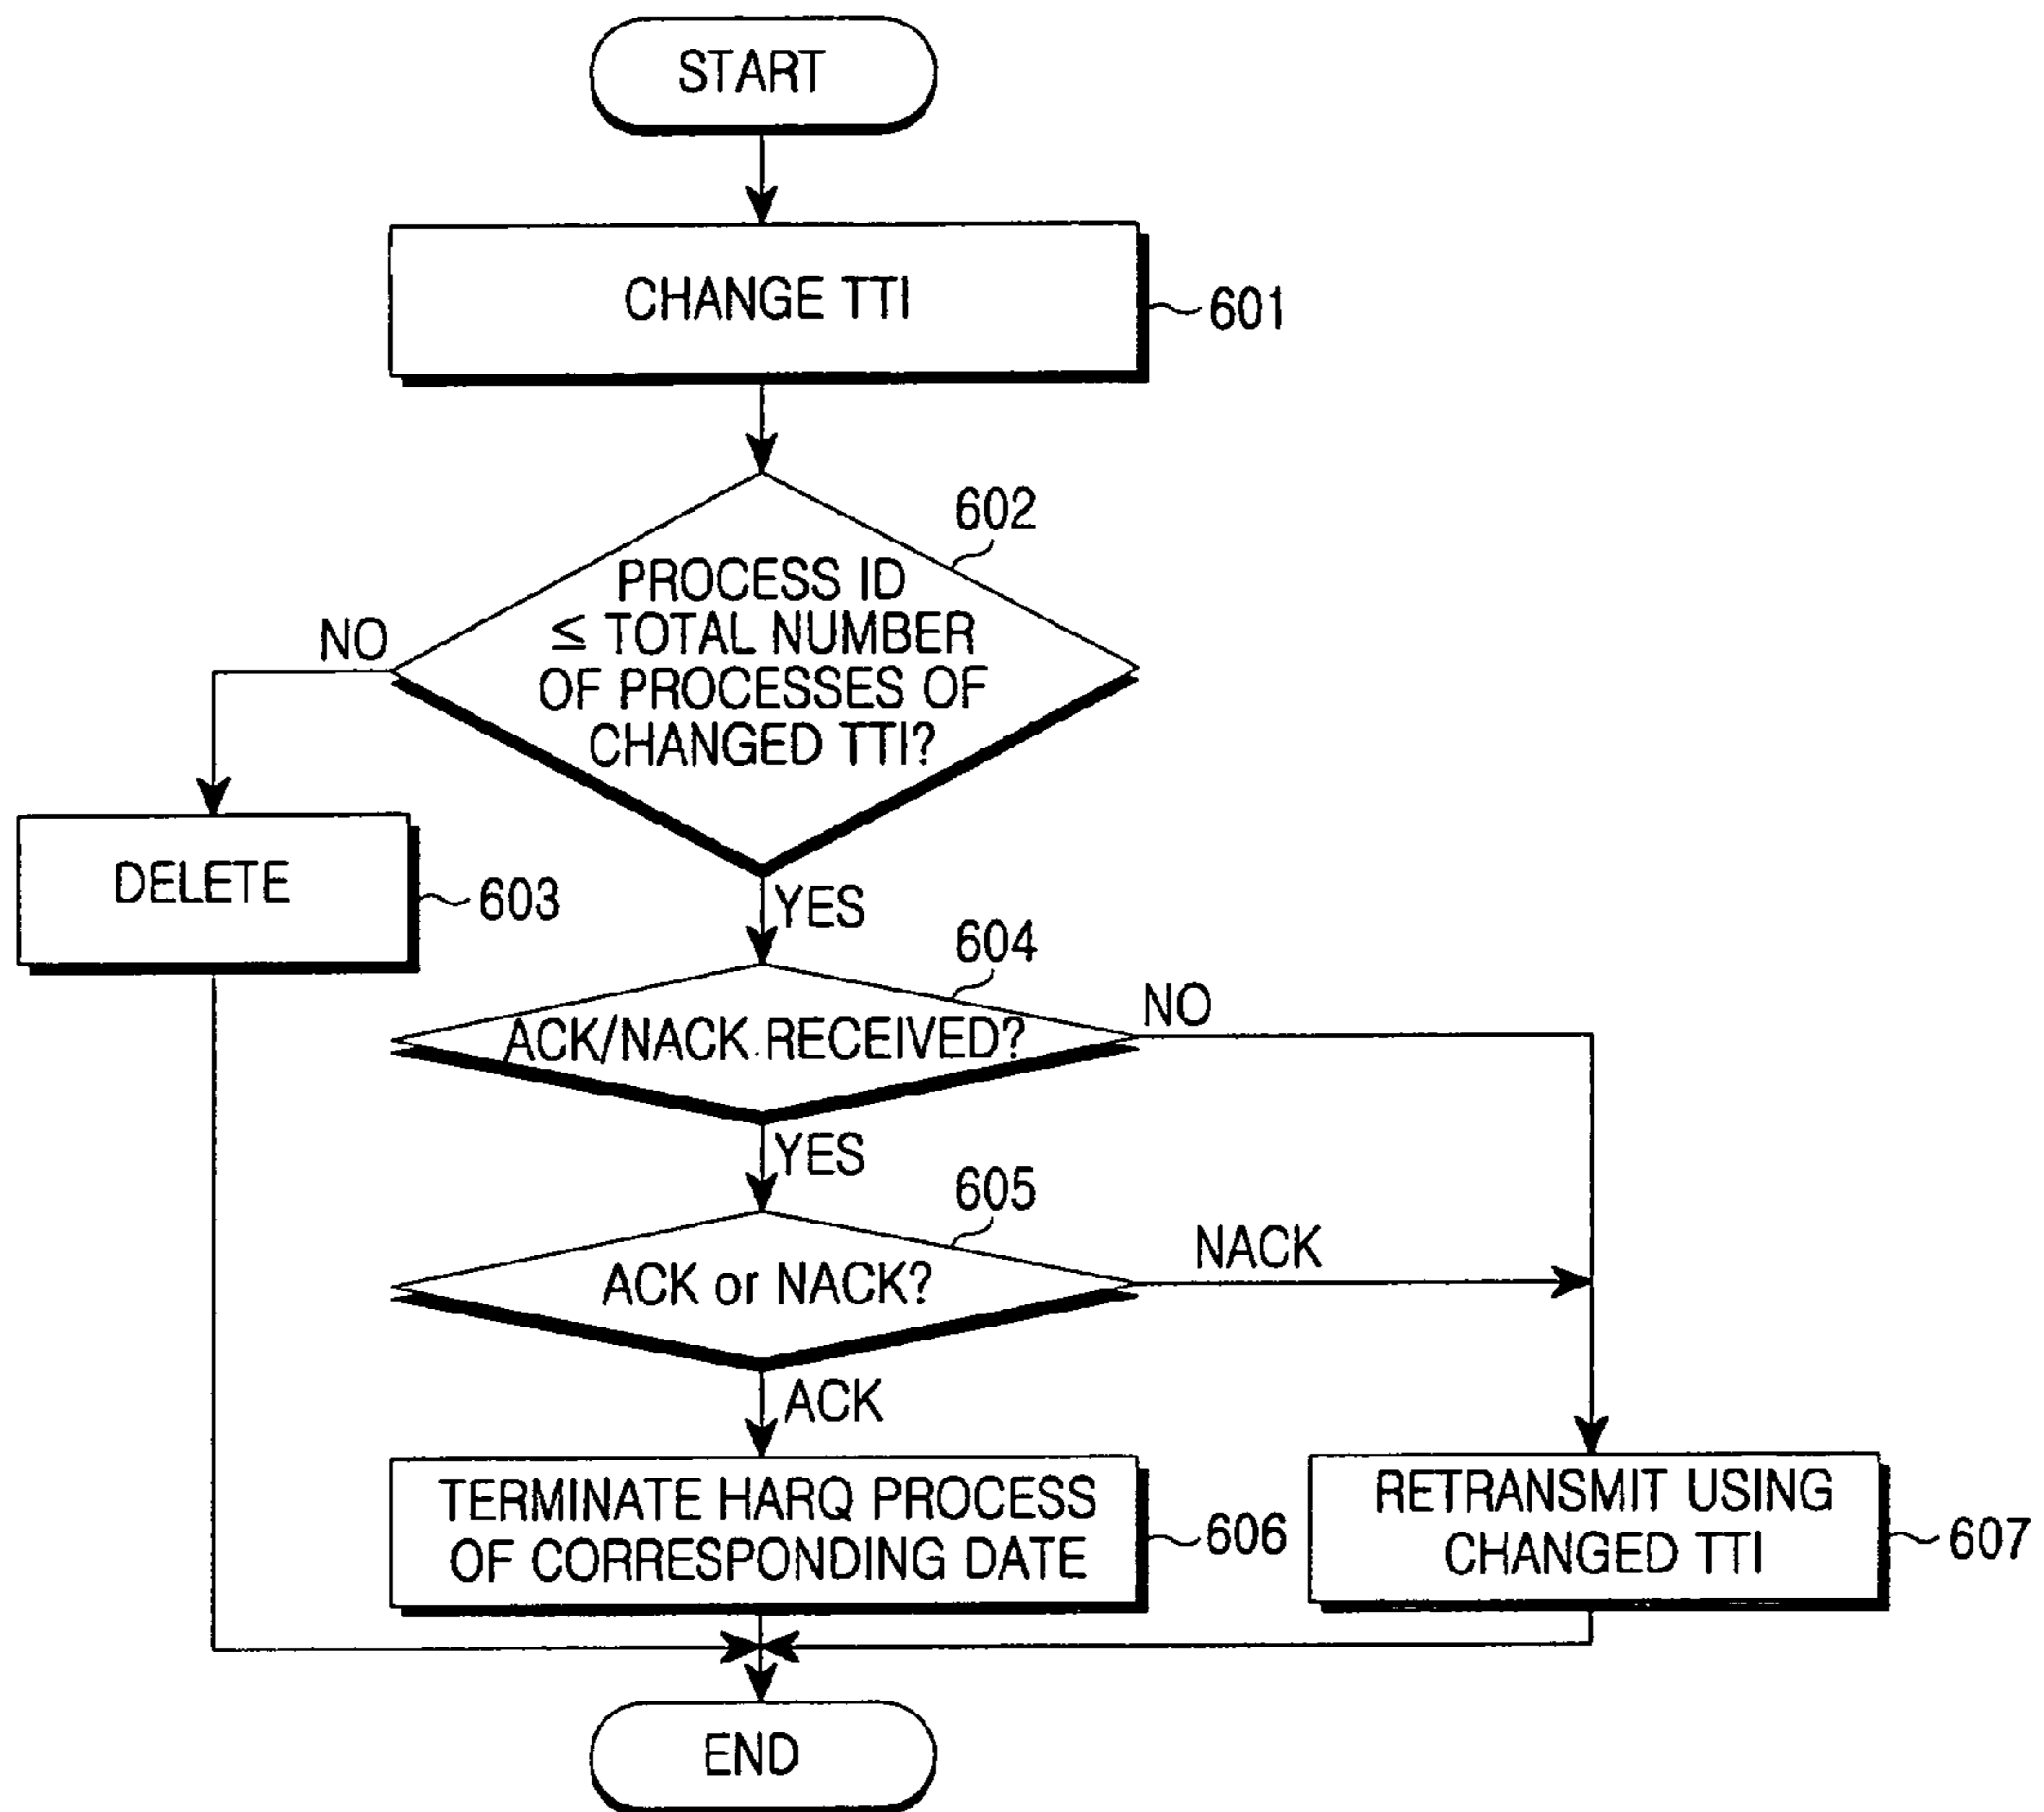 START
CHANGE TTI
601
602
PROCESS ID
≤ TOTAL NUMBER
OF PROCESSES OF
CHANGED TTI?
NO
DELETE
603
YES
604
ACK/NACK RECEIVED?
NO
YES
605
ACK or NACK?
NACK
ACK
TERMINATE HARQ PROCESS
OF CORRESPONDING DATE
606
RETRANSMIT USING
CHANGED TTI
607
END